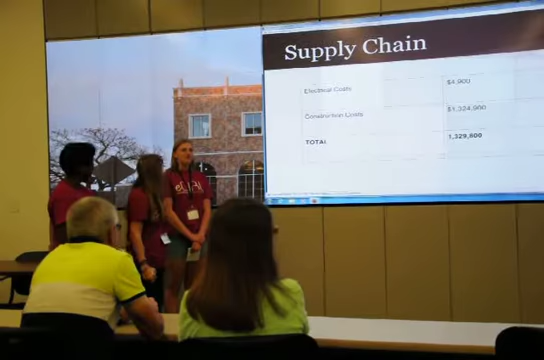 Supply Chain
Electrical Costs
$4,900
Construction Costs
$1,324,900
TOTAL
1,329,800